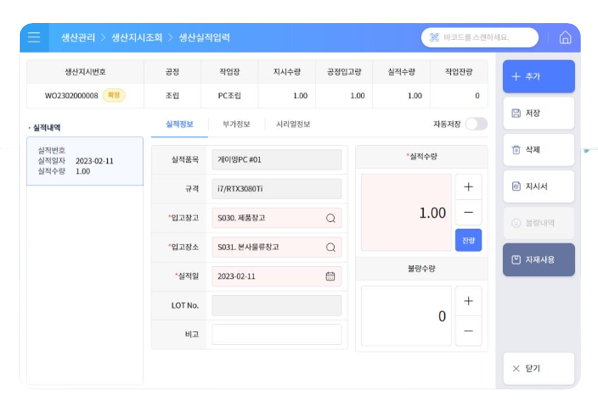 생산관리 > 생산지시조회 > 생산실적입력
바코드를 스캔하세요.
생산지시번호 공정 작업장 지시수량 공장입고량 실적수량 작업잔량
WO2302000008 확정 조립 PC조립 1.00 1.00 1.00 0
- 실적내역
실적정보 부가정보 시리얼정보 자동저장
실적번호
실적일자 2023-02-11
실적수량 1.00
실적품목 게이밍PC #01
규격 i7/RTX3080Ti
*입고창고 S030. 제품창고
*입고장소 S031. 본사물류창고
*실적일 2023-02-11
LOT No.
비고
*실적수량
1.00
+
−
잔량
불량수량
0
+
−
+ 추가
저장
삭제
지시서
불량내역
자재사용
× 닫기